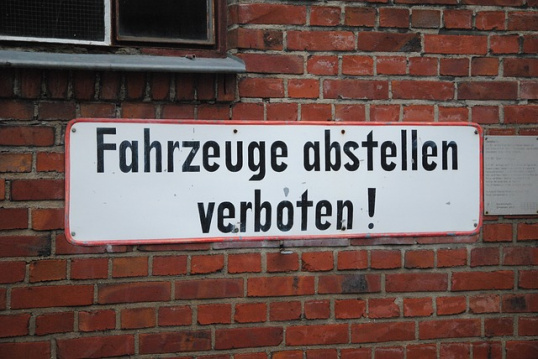 Fahrzeuge abstellen
verboten !